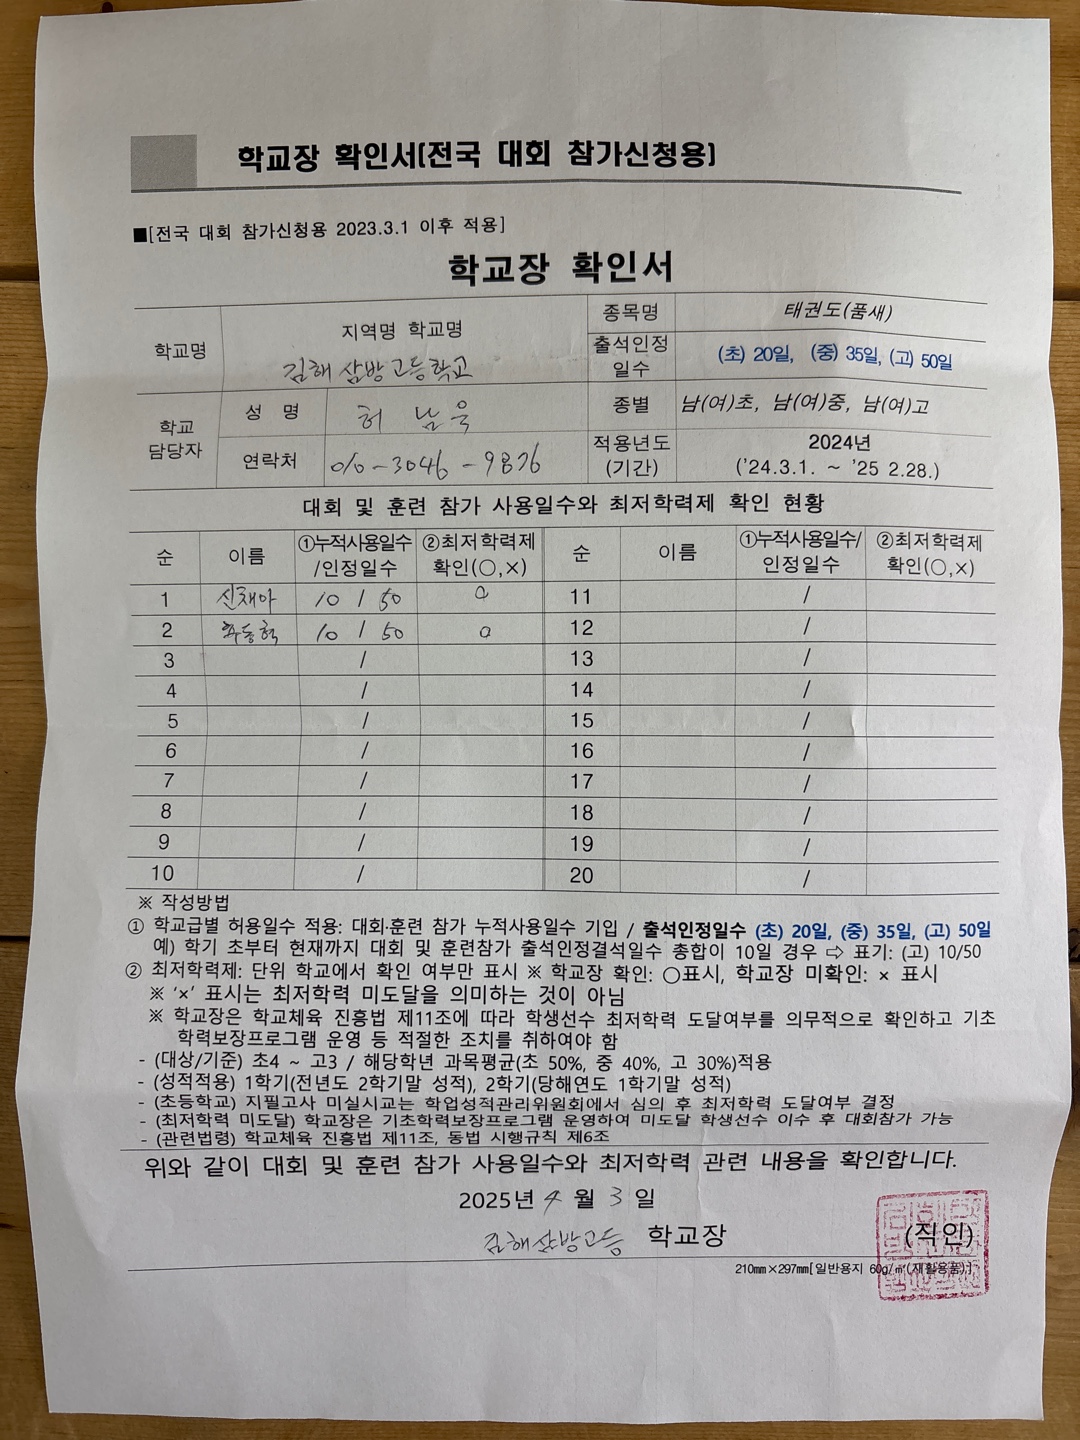 학교장 확인서(전국 대회 참가신청용)
■[전국 대회 참가신청용 2023.3.1 이후 적용]
학교장 확인서
학교명 지역명 학교명 김해삼방고등학교 종목명 태권도(품새)
출석인정 일수 (초) 20일, (중) 35일, (고) 50일
학교 담당자 성 명 허 남욱 종별 남(여)초, 남(여)중, 남(여)고
연락처 010-3046-9876 적용년도 (기간) 2024년 ('24.3.1. ~ '25 2.28.)
대회 및 훈련 참가 사용일수와 최저학력제 확인 현황
순 이름 ①누적사용일수 /인정일수 ②최저학력제 확인(○,×) 순 이름 ①누적사용일수/ 인정일수 ②최저학력제 확인(○,×)
1 신채아 10 / 50 ○ 11 /
2 10 / 50 ○ 12 /
3 / 13 /
4 / 14 /
5 / 15 /
6 / 16 /
7 / 17 /
8 / 18 /
9 / 19 /
10 / 20 /
※ 작성방법
① 학교급별 허용일수 적용: 대회·훈련 참가 누적사용일수 기입 / 출석인정일수 (초) 20일, (중) 35일, (고) 50일
예) 학기 초부터 현재까지 대회 및 훈련참가 출석인정결석일수 총합이 10일 경우 ⇨ 표기: (고) 10/50
② 최저학력제: 단위 학교에서 확인 여부만 표시 ※ 학교장 확인: ○표시, 학교장 미확인: × 표시
※ '×' 표시는 최저학력 미도달을 의미하는 것이 아님
※ 학교장은 학교체육 진흥법 제11조에 따라 학생선수 최저학력 도달여부를 의무적으로 확인하고 기초
학력보장프로그램 운영 등 적절한 조치를 취하여야 함
- (대상/기준) 초4 ~ 고3 / 해당학년 과목평균(초 50%, 중 40%, 고 30%)적용
- (성적적용) 1학기(전년도 2학기말 성적), 2학기(당해연도 1학기말 성적)
- (초등학교) 지필고사 미실시교는 학업성적관리위원회에서 심의 후 최저학력 도달여부 결정
- (최저학력 미도달) 학교장은 기초학력보장프로그램 운영하여 미도달 학생선수 이수 후 대회참가 가능
- (관련법령) 학교체육 진흥법 제11조, 동법 시행규칙 제6조
위와 같이 대회 및 훈련 참가 사용일수와 최저학력 관련 내용을 확인합니다.
2025년 4 월 3 일
김해삼방고등 학교장 (직인)
210㎜×297㎜[일반용지 60g/㎡(재활용품)]